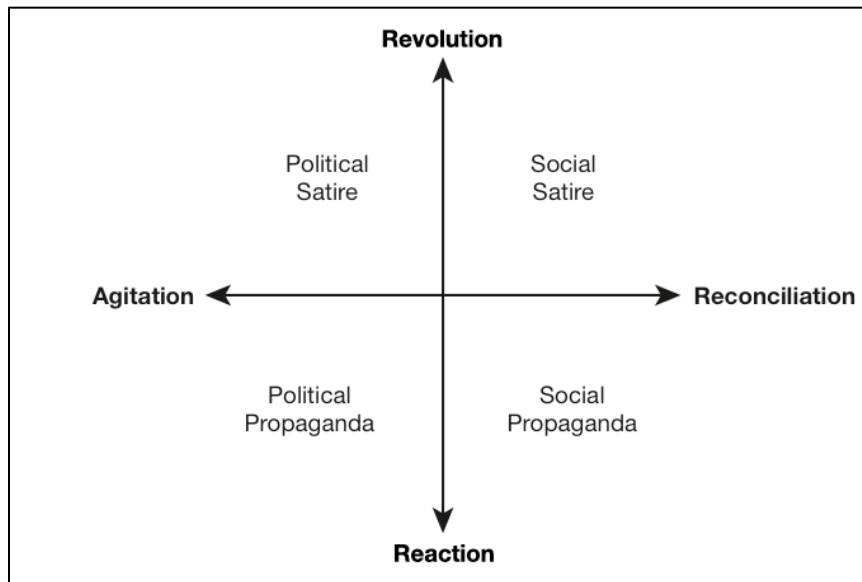 Revolution
Political
Satire
Social
Satire
Agitation
Reconciliation
Political
Propaganda
Social
Propaganda
Reaction